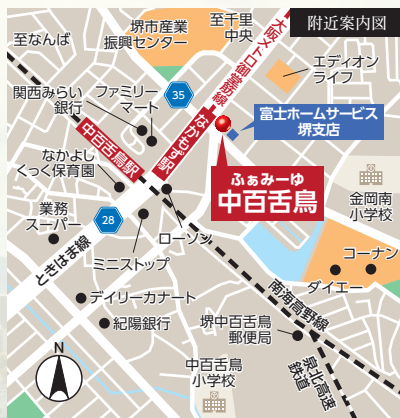 附近案内図
至なんば
堺市産業
振興センター
至千里
中央
大阪メトロ御堂筋線
エディオン
ライフ
関西みらい
銀行
ファミリー
マート
35
富士ホームサービス
堺支店
中百舌鳥駅
なかもず駅
なかよし
くっく保育園
ふぁみーゆ
中百舌鳥
金岡南
小学校
業務
スーパー
28
ローソン
ときはま線
ミニストップ
コーナン
ダイエー
南海高野線
デイリーカナート
紀陽銀行
堺中百舌鳥
郵便局
泉北高速
鉄道
中百舌鳥
小学校
N